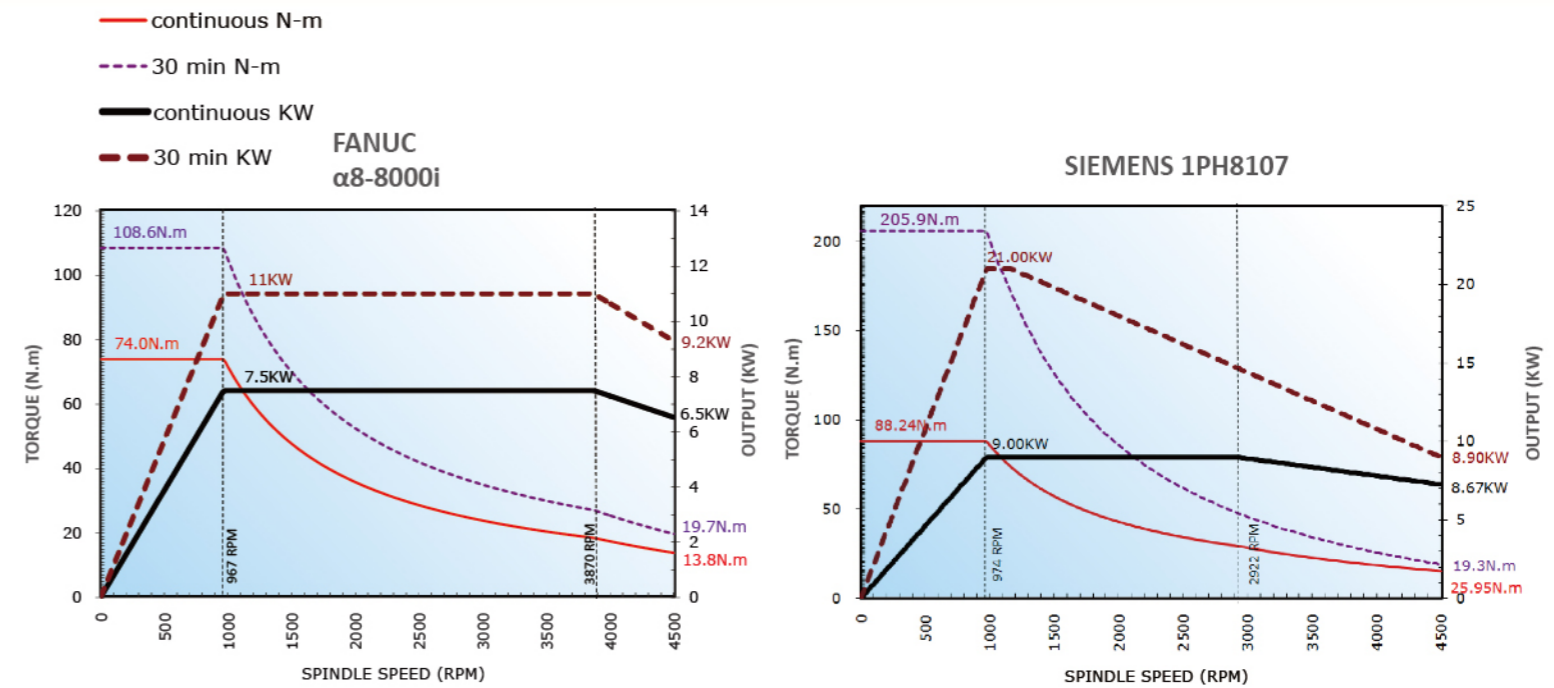 continuous N-m
30 min N-m
continuous KW
30 min KW
FANUC
α8-8000i
120
100
80
60
40
20
0
TORQUE (N.m)
108.6N.m
74.0N.m
11KW
7.5KW
967 RPM
3870 RPM
14
12
10
8
6
4
2
0
9.2KW
6.5KW
19.7N.m
13.8N.m
OUTPUT (KW)
0 500 1000 1500 2000 2500 3000 3500 4000 4500
SPINDLE SPEED (RPM)
SIEMENS 1PH8107
200
150
100
50
0
TORQUE (N.m)
205.9N.m
21.00KW
88.24N.m
9.00KW
974 RPM
2922 RPM
25
20
15
10
5
0
8.90KW
8.67KW
19.3N.m
25.95N.m
OUTPUT (KW)
0 500 1000 1500 2000 2500 3000 3500 4000 4500
SPINDLE SPEED (RPM)